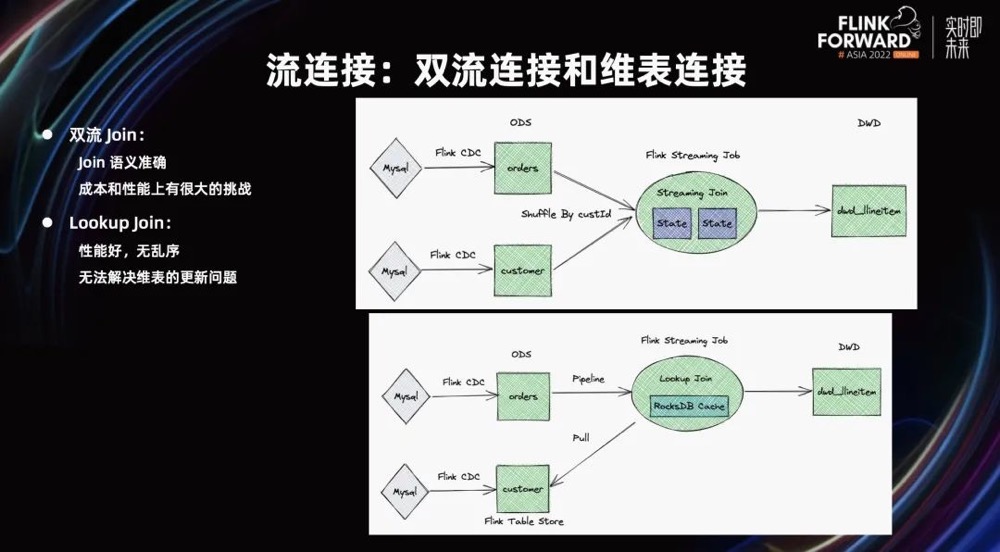 FLINK
FORWARD
# ASIA 2022 ONLINE
实时即
未来
流连接：双流连接和维表连接
双流 Join：
Join 语义准确
成本和性能上有很大的挑战
Lookup Join：
性能好，无乱序
无法解决维表的更新问题
ODS
DWD
Mysql
Flink CDC
orders
Flink Streaming Job
Streaming Join
State
State
Shuffle By custId
dwd_llineitem
Mysql
Flink CDC
customer
ODS
Flink Streaming Job
DWD
Mysql
Flink CDC
orders
Pipeline
Lookup Join
RocksDB Cache
dwd_llineitem
Pull
Mysql
Flink CDC
customer
Flink Table Store